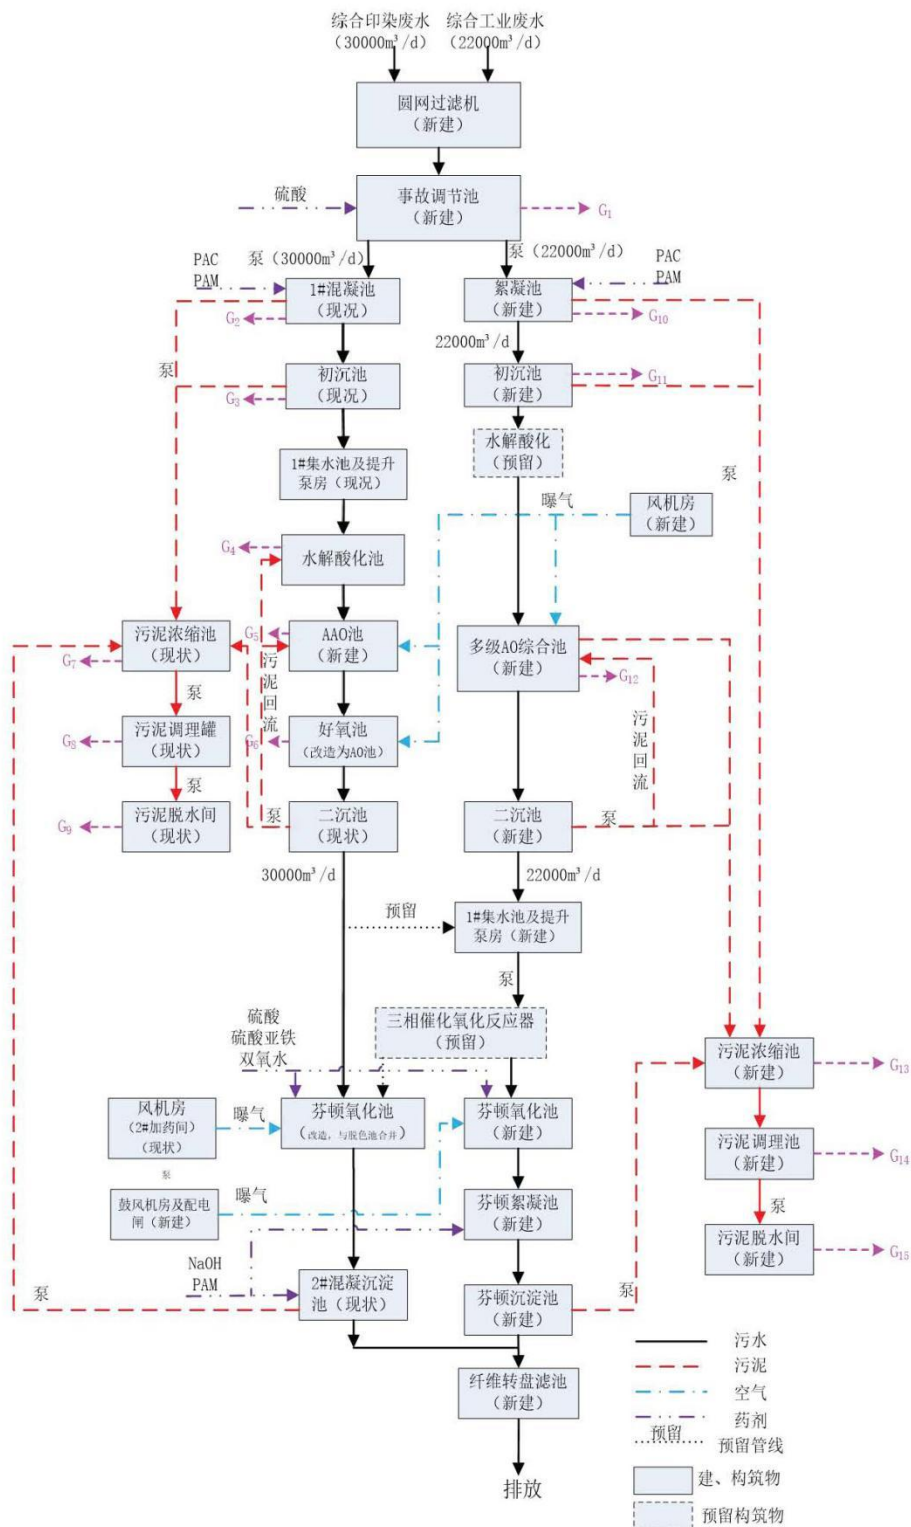 综合印染废水
（30000m³/d）
综合工业废水
（22000m³/d）
圆网过滤机
（新建）
硫酸
事故调节池
（新建）
G1
泵（30000m³/d）
泵（22000m³/d）
PAC
PAM
1#混凝池
（现况）
G2
絮凝池
（新建）
PAC
PAM
G10
22000m³/d
泵
初沉池
（现况）
G3
初沉池
（新建）
G11
水解酸化
（预留）
1#集水池及提升
泵房（现况）
泵
曝气
风机房
（新建）
G4
水解酸化池
污泥浓缩池
（现状）
G7
G5
AAO池
（新建）
多级AO综合池
（新建）
G12
污泥回流
泵
污泥调理罐
（现状）
G8
G6
好氧池
（改造为AO池）
污泥回流
泵
污泥脱水间
（现状）
G9
泵
二沉池
（现状）
二沉池
（新建）
泵
30000m³/d
22000m³/d
预留
1#集水池及提升
泵房（新建）
泵
三相催化氧化反应器
（预留）
硫酸
硫酸亚铁
双氧水
污泥浓缩池
（新建）
G13
风机房
（2#加药间）
（现状）
曝气
芬顿氧化池
（改造，与脱色池合并）
芬顿氧化池
（新建）
污泥调理池
（新建）
G14
泵
鼓风机房及配电
闸（新建）
曝气
芬顿絮凝池
（新建）
泵
污泥脱水间
（新建）
G15
NaOH
PAM
泵
2#混凝沉淀
池（现状）
芬顿沉淀池
（新建）
泵
纤维转盘滤池
（新建）
排放
污水
污泥
空气
药剂
预留
预留管线
建、构筑物
预留构筑物